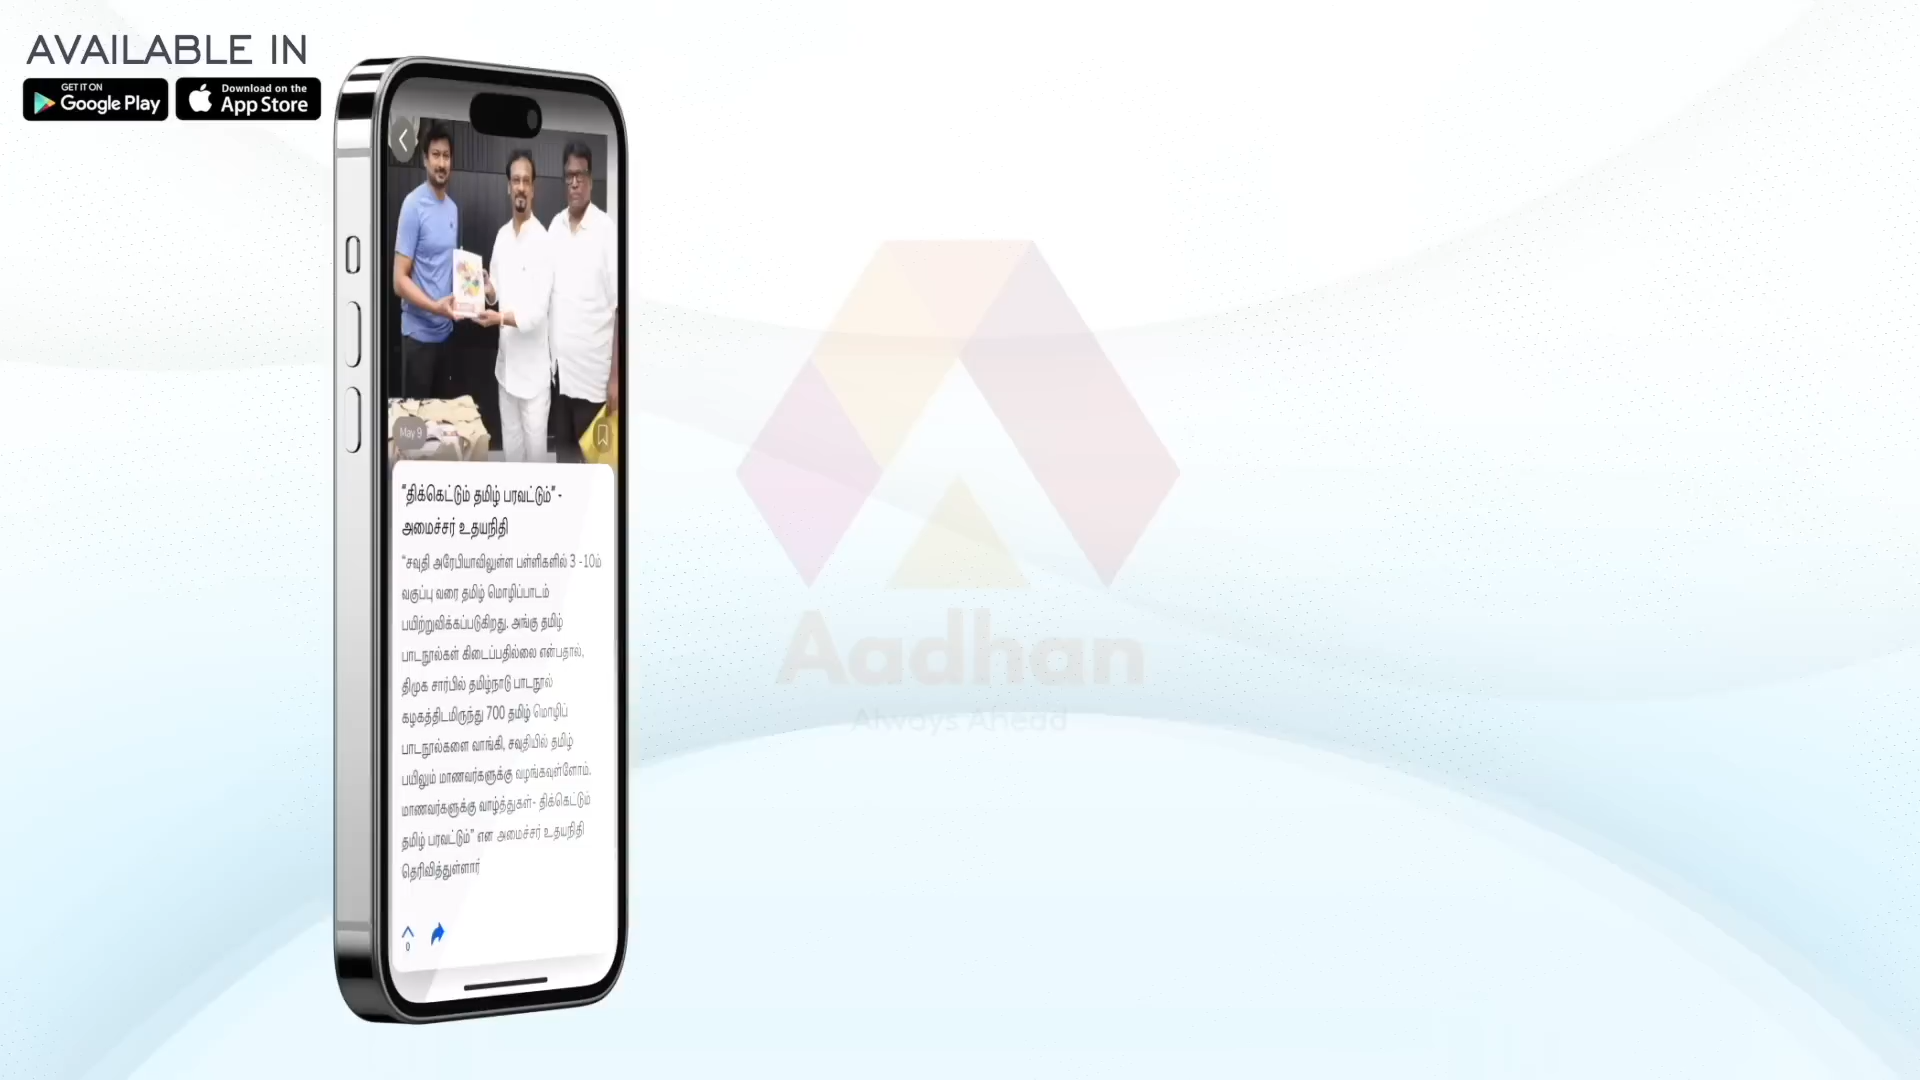 AVAILABLE IN
GET IT ON
Google Play
Download on the
App Store
May 9
"திக்கெட்டும் தமிழ் பரவட்டும்" -
அமைச்சர் உதயநிதி
"சவுதி அரேபியாவிலுள்ள பள்ளிகளில் 3 -10ம்
வகுப்பு வரை தமிழ் மொழிப்பாடம்
பயிற்றுவிக்கப்படுகிறது. அங்கு தமிழ்
பாடநூல்கள் கிடைப்பதில்லை என்பதால்,
திமுக சார்பில் தமிழ்நாடு பாடநூல்
கழகத்திடமிருந்து 700 தமிழ் மொழிப்
பாடநூல்களை வாங்கி, சவுதியில் தமிழ்
பயிலும் மாணவர்களுக்கு வழங்கவுள்ளோம்.
மாணவர்களுக்கு வாழ்த்துகள்- திக்கெட்டும்
தமிழ் பரவட்டும்" என அமைச்சர் உதயநிதி
தெரிவித்துள்ளார்
0
Aadhan
Always Ahead